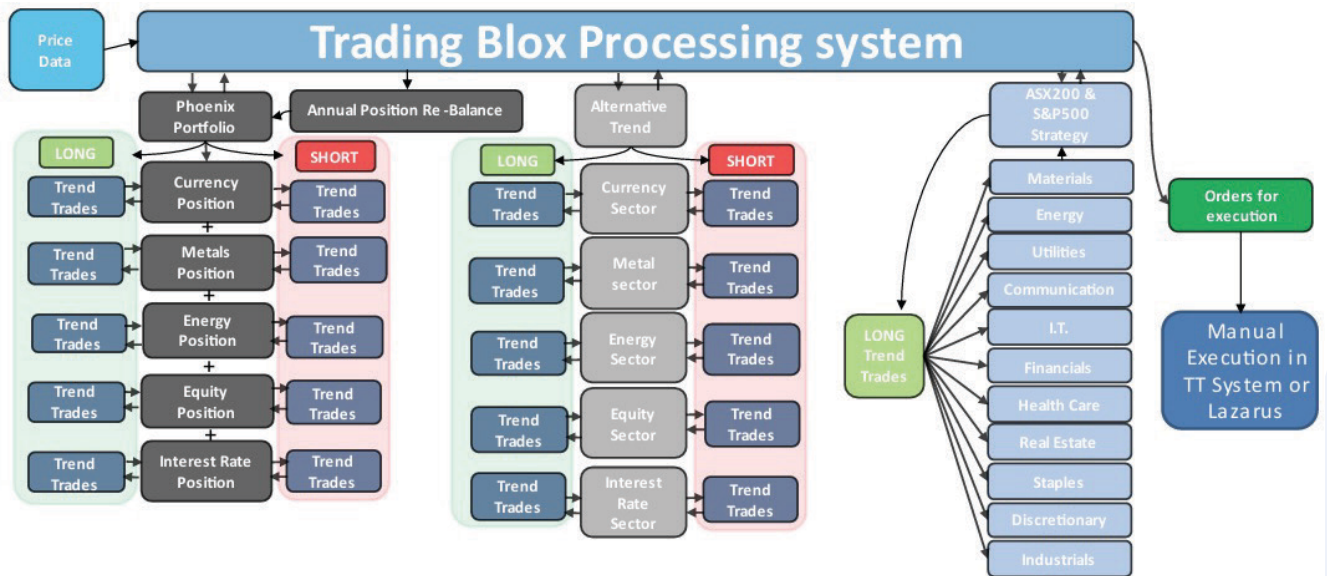 Trading Blox Processing system
Price
Data
Phoenix
Portfolio
Annual Position Re -Balance
LONG
SHORT
Trend
Trades
Currency
Position
Trend
Trades
+
Trend
Trades
Metals
Position
Trend
Trades
+
Trend
Trades
Energy
Position
Trend
Trades
+
Trend
Trades
Equity
Position
Trend
Trades
+
Trend
Trades
Interest Rate
Position
Trend
Trades
Alternative
Trend
LONG
SHORT
Trend
Trades
Currency
Sector
Trend
Trades
Trend
Trades
Metal
sector
Trend
Trades
Trend
Trades
Energy
Sector
Trend
Trades
Trend
Trades
Equity
Sector
Trend
Trades
Trend
Trades
Interest
Rate
Sector
Trend
Trades
ASX200 &
S&P500
Strategy
LONG
Trend
Trades
Materials
Energy
Utilities
Communication
I.T.
Financials
Health Care
Real Estate
Staples
Discretionary
Industrials
Orders for
execution
Manual
Execution in
TT System or
Lazarus